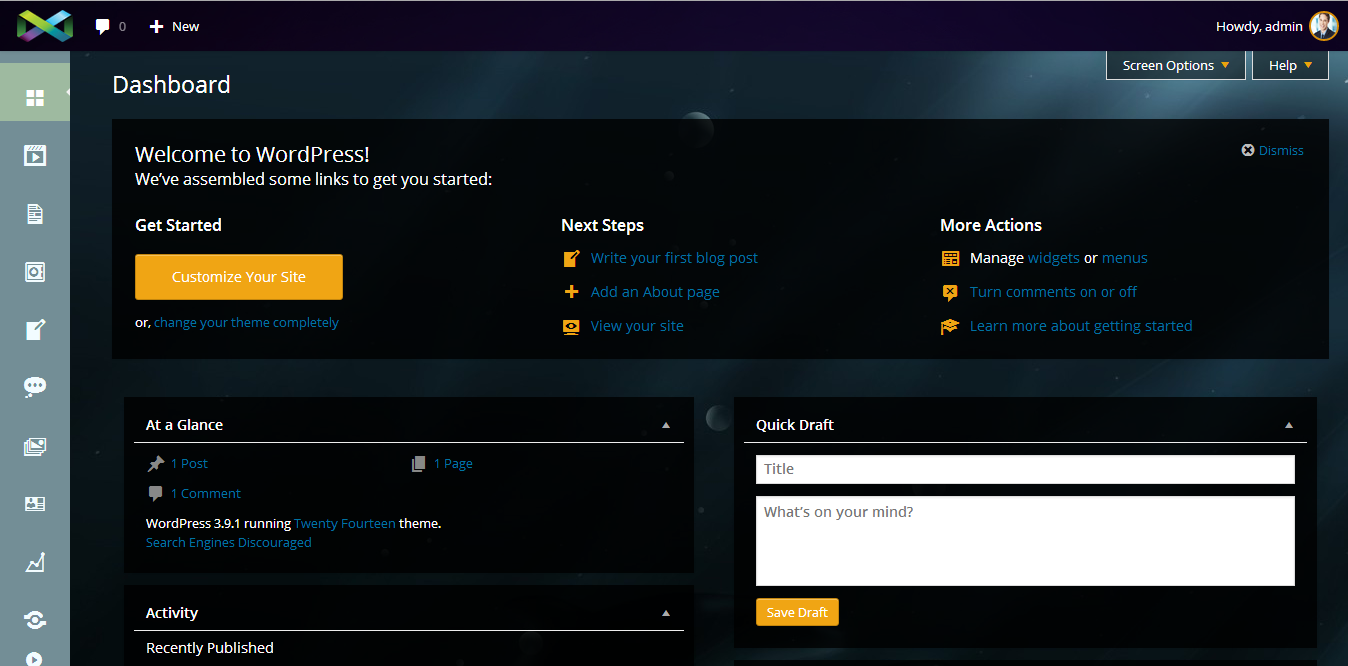 0
New
Howdy, admin
Screen Options
Help
Dashboard
Welcome to WordPress!
We’ve assembled some links to get you started:
Dismiss
Get Started
Customize Your Site
or, change your theme completely
Next Steps
Write your first blog post
Add an About page
View your site
More Actions
Manage widgets or menus
Turn comments on or off
Learn more about getting started
At a Glance
1 Post
1 Page
1 Comment
WordPress 3.9.1 running Twenty Fourteen theme.
Search Engines Discouraged
Activity
Recently Published
Quick Draft
Title
What’s on your mind?
Save Draft